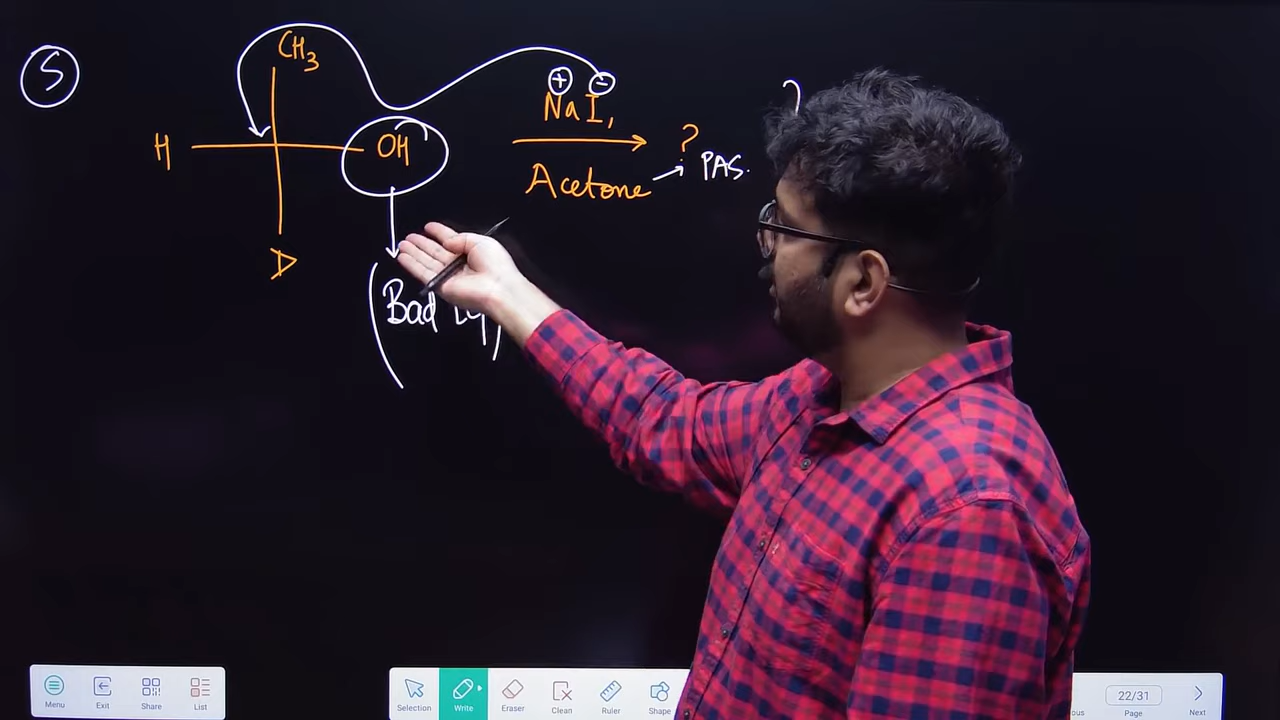 S
CH3
H OH
D
⊕ ⊖
NaI,
Acetone
?
PAS.
(Bad
Menu
Exit
Share
List
Selection
Write
Eraser
Clean
Ruler
Shape
22/31
Page
Next